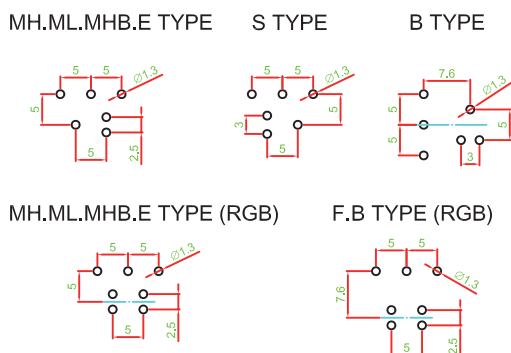 MH.ML.MHB.E TYPE S TYPE B TYPE
5 5 Ø1.3 5 2.5 5
5 5 Ø1.3 5 3 5
7.6 Ø1.3 5 5 5 3
MH.ML.MHB.E TYPE (RGB) F.B TYPE (RGB)
5 5 Ø1.3 5 2.5 5
5 5 Ø1.3 7.6 2.5 5